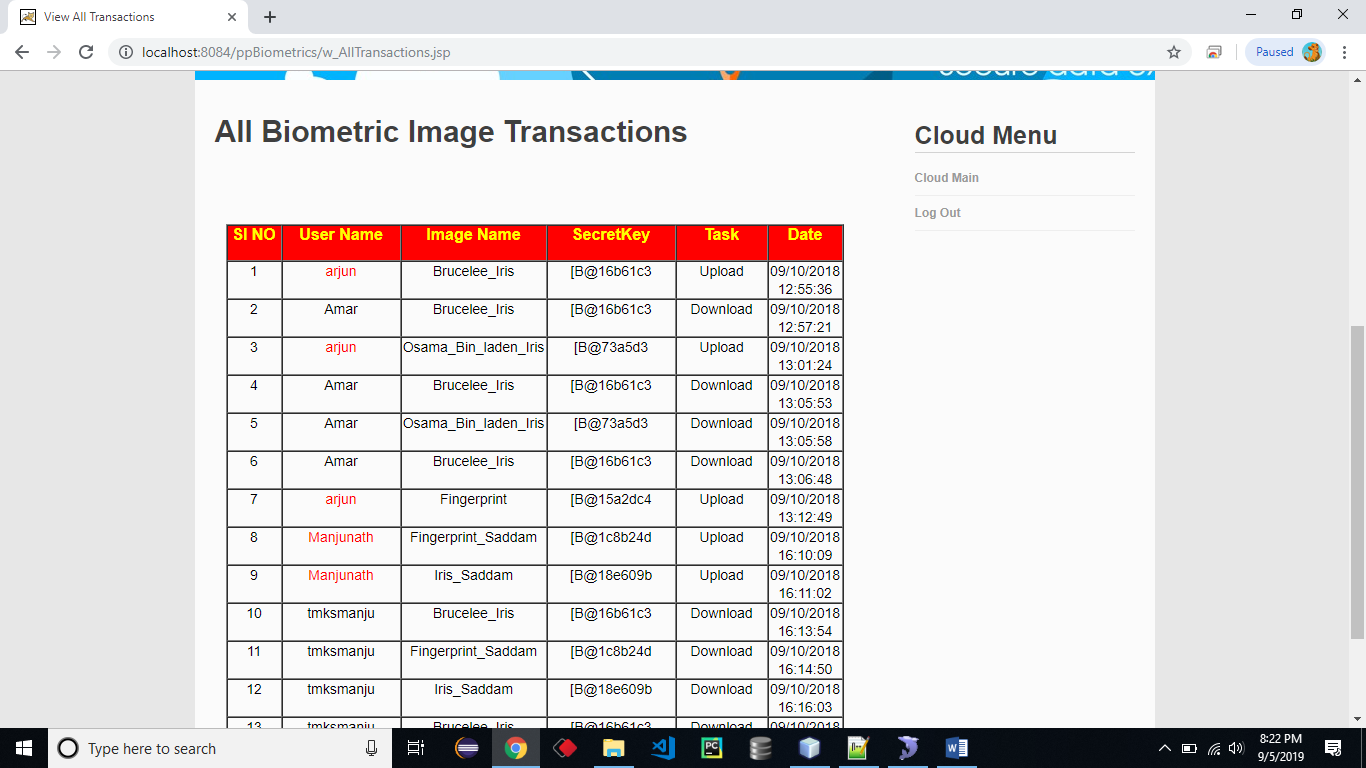 View All Transactions
localhost:8084/ppBiometrics/w_AllTransactions.jsp
Paused
All Biometric Image Transactions
Cloud Menu
Cloud Main
Log Out
SI NO User Name Image Name SecretKey Task Date
1 arjun Brucelee_Iris [B@16b61c3 Upload 09/10/2018
12:55:36
2 Amar Brucelee_Iris [B@16b61c3 Download 09/10/2018
12:57:21
3 arjun Osama_Bin_laden_Iris [B@73a5d3 Upload 09/10/2018
13:01:24
4 Amar Brucelee_Iris [B@16b61c3 Download 09/10/2018
13:05:53
5 Amar Osama_Bin_laden_Iris [B@73a5d3 Download 09/10/2018
13:05:58
6 Amar Brucelee_Iris [B@16b61c3 Download 09/10/2018
13:06:48
7 arjun Fingerprint [B@15a2dc4 Upload 09/10/2018
13:12:49
8 Manjunath Fingerprint_Saddam [B@1c8b24d Upload 09/10/2018
16:10:09
9 Manjunath Iris_Saddam [B@18e609b Upload 09/10/2018
16:11:02
10 tmksmanju Brucelee_Iris [B@16b61c3 Download 09/10/2018
16:13:54
11 tmksmanju Fingerprint_Saddam [B@1c8b24d Download 09/10/2018
16:14:50
12 tmksmanju Iris_Saddam [B@18e609b Download 09/10/2018
16:16:03
13 tmksmanju Brucelee_Iris [B@16b61c3 Download 09/10/2018
Type here to search
8:22 PM
9/5/2019